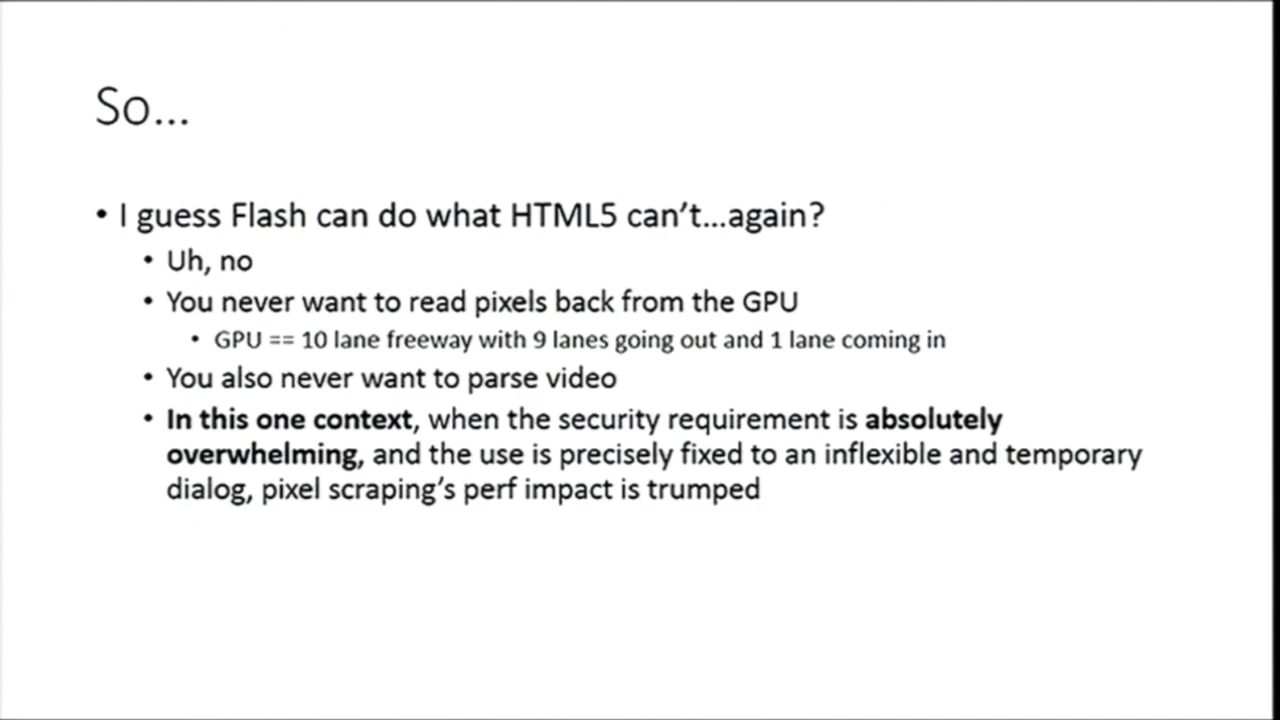 So...
• I guess Flash can do what HTML5 can't...again?
• Uh, no
• You never want to read pixels back from the GPU
• GPU == 10 lane freeway with 9 lanes going out and 1 lane coming in
• You also never want to parse video
• In this one context, when the security requirement is absolutely
overwhelming, and the use is precisely fixed to an inflexible and temporary
dialog, pixel scraping's perf impact is trumped